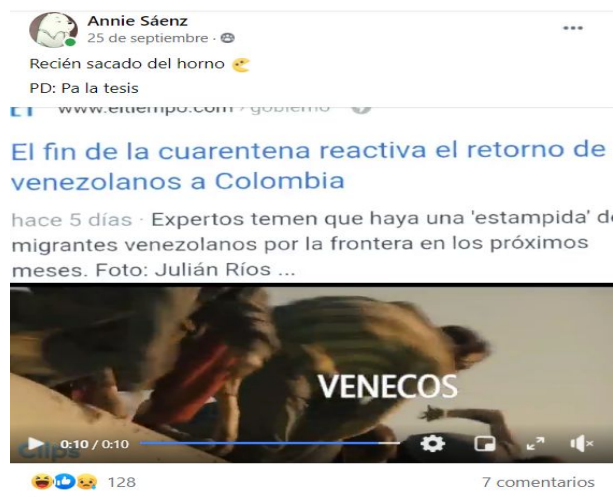 Annie Sáenz
25 de septiembre
Recién sacado del horno
PD: Pa la tesis
www.eltiempo.com › gobierno
El fin de la cuarentena reactiva el retorno de
venezolanos a Colombia
hace 5 días · Expertos temen que haya una 'estampida' d
migrantes venezolanos por la frontera en los próximos
meses. Foto: Julián Ríos ...
VENECOS
0:10 / 0:10
Clips
128
7 comentarios